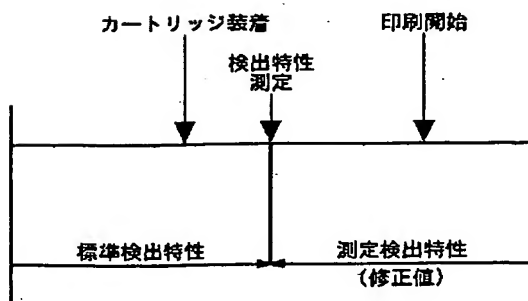 カートリッジ装着
検出特性
測定
印刷開始
標準検出特性
測定検出特性
(修正値)